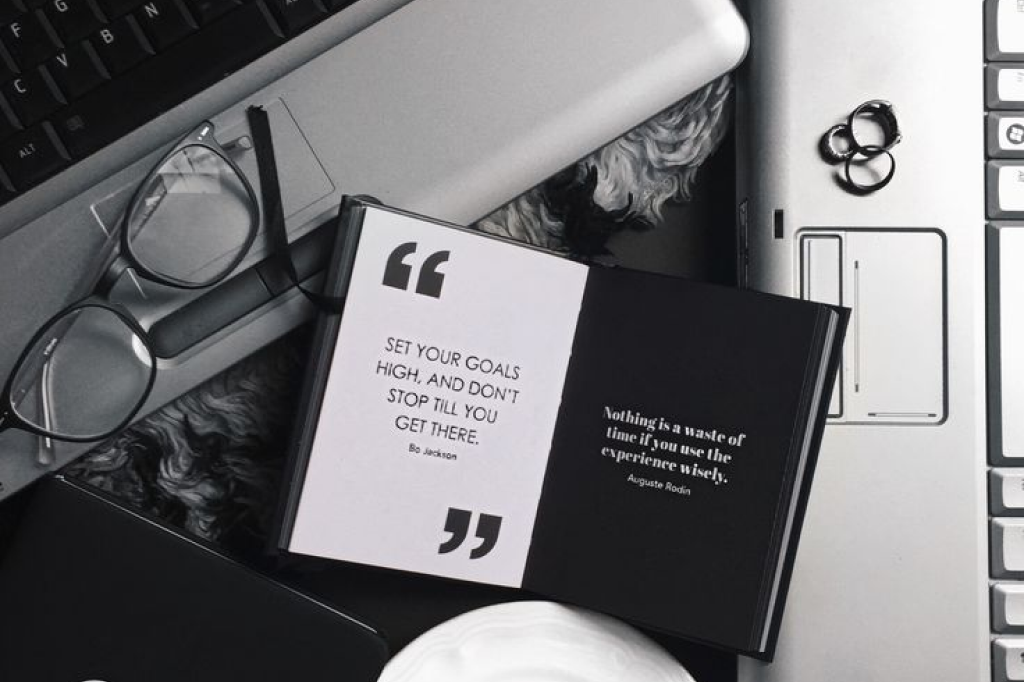 F
G
C
V
B
N
ALT
❝
SET YOUR GOALS
HIGH, AND DON'T
STOP TILL YOU
GET THERE.
Bo Jackson
❞
Nothing is a waste of
time if you use the
experience wisely.
Auguste Rodin